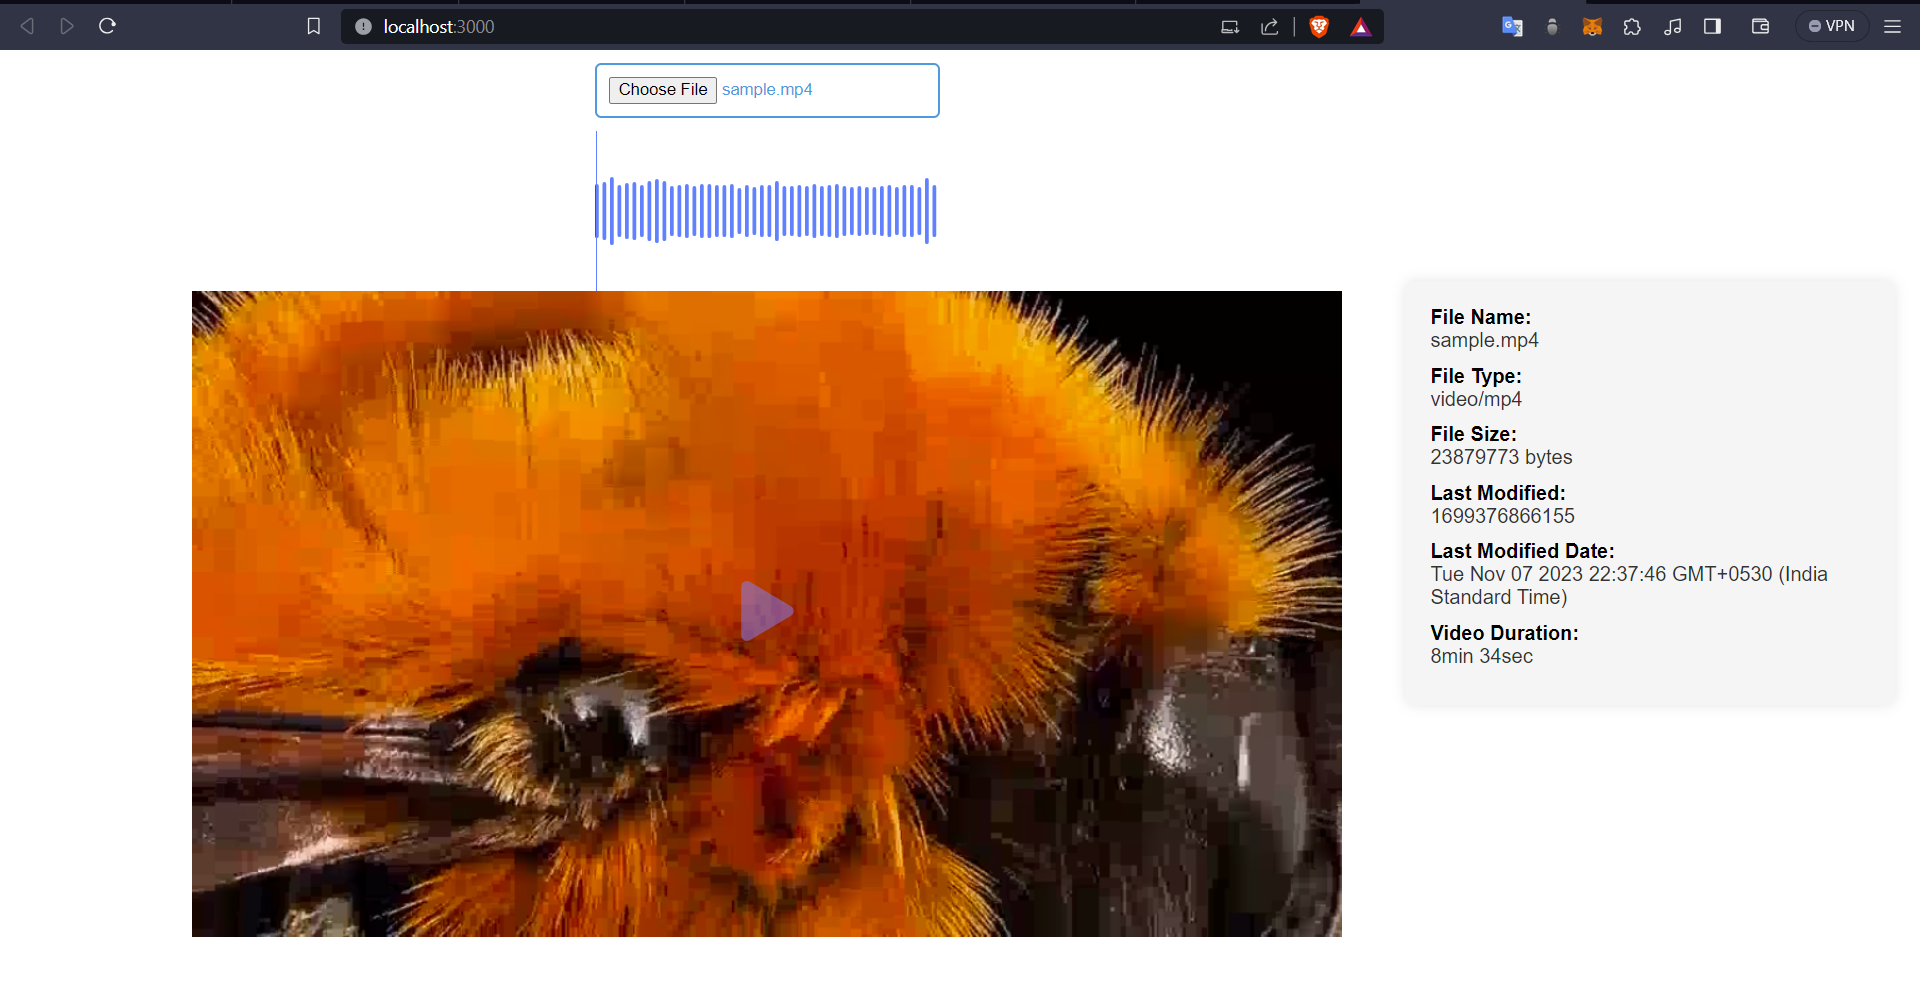 localhost:3000
VPN
Choose File sample.mp4
File Name:
sample.mp4
File Type:
video/mp4
File Size:
23879773 bytes
Last Modified:
1699376866155
Last Modified Date:
Tue Nov 07 2023 22:37:46 GMT+0530 (India
Standard Time)
Video Duration:
8min 34sec